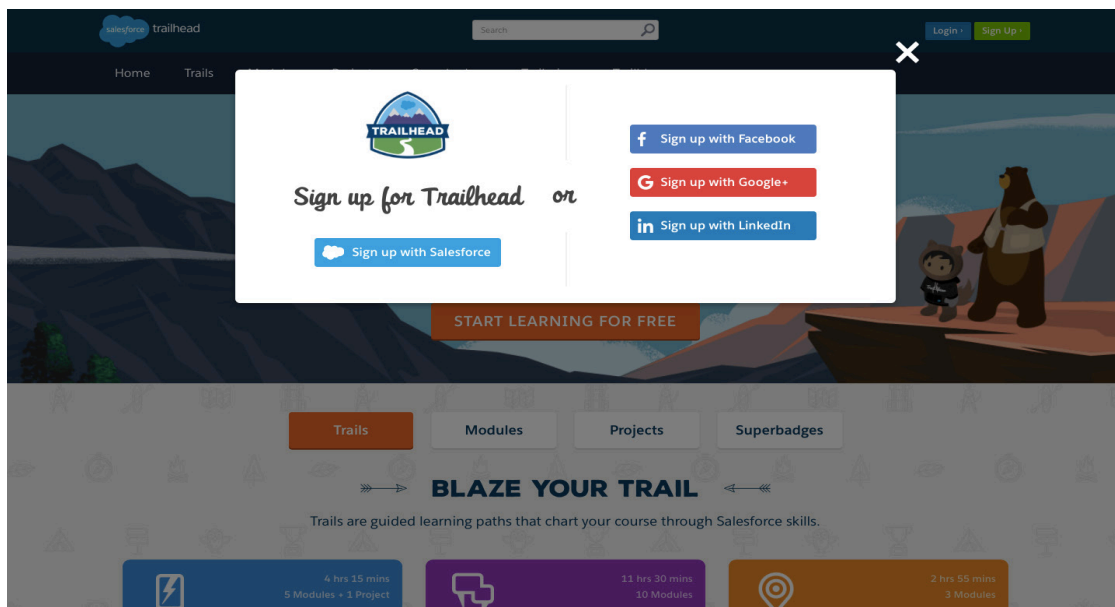 salesforce trailhead
Search
Login ›
Sign Up ›
Home Trails
TRAILHEAD
Sign up for Trailhead or
Sign up with Salesforce
Sign up with Facebook
Sign up with Google+
Sign up with LinkedIn
START LEARNING FOR FREE
Trails Modules Projects Superbadges
BLAZE YOUR TRAIL
Trails are guided learning paths that chart your course through Salesforce skills.
4 hrs 15 mins
5 Modules + 1 Project
11 hrs 30 mins
10 Modules
2 hrs 55 mins
3 Modules